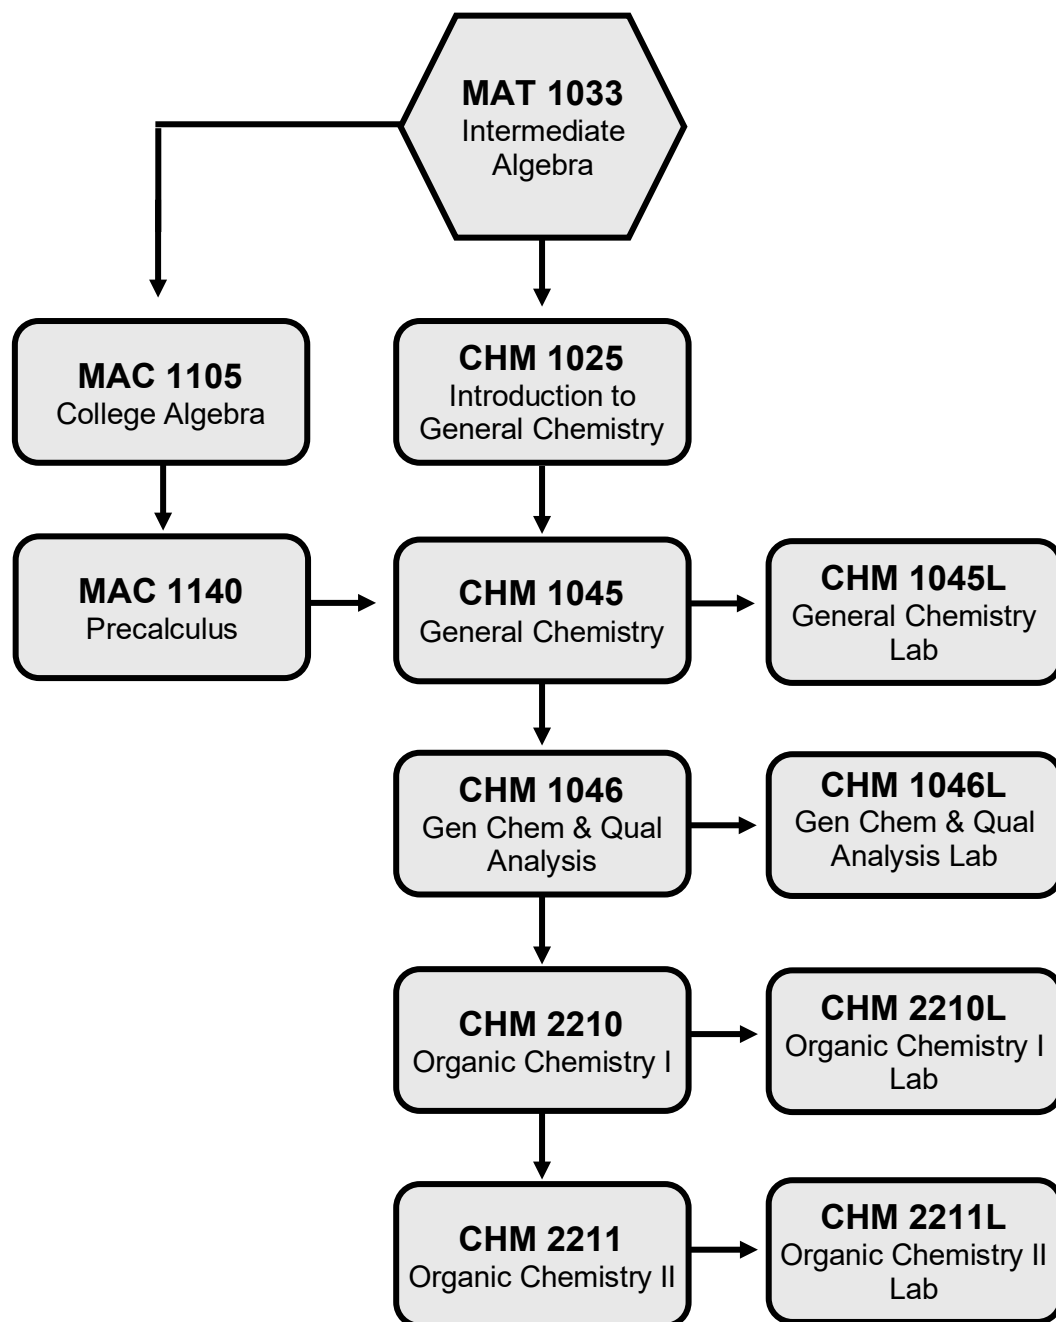 MAT 1033
Intermediate
Algebra
MAC 1105
College Algebra
CHM 1025
Introduction to
General Chemistry
MAC 1140
Precalculus
CHM 1045
General Chemistry
CHM 1045L
General Chemistry
Lab
CHM 1046
Gen Chem & Qual
Analysis
CHM 1046L
Gen Chem & Qual
Analysis Lab
CHM 2210
Organic Chemistry I
CHM 2210L
Organic Chemistry I
Lab
CHM 2211
Organic Chemistry II
CHM 2211L
Organic Chemistry II
Lab